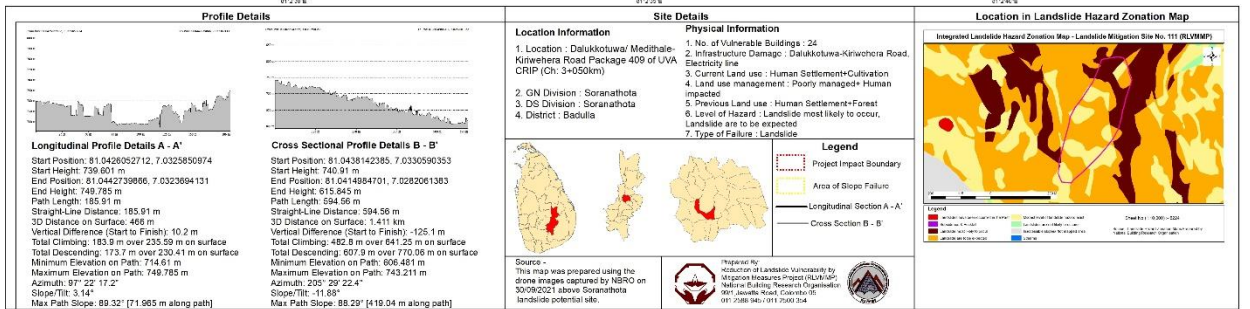 Profile Details
Longitudinal Profile Details A - A'
Start Position: 81.0426052712, 7.0325850974
Start Height: 739.601 m
End Position: 81.0442739866, 7.0323694131
End Height: 749.785 m
Path Length: 185.91 m
Straight-Line Distance: 185.91 m
3D Distance on Surface: 466 m
Vertical Difference (Start to Finish): 10.2 m
Total Climbing: 183.9 m over 235.59 m on surface
Total Descending: 173.7 m over 230.41 m on surface
Minimum Elevation on Path: 714.61 m
Maximum Elevation on Path: 749.785 m
Azimuth: 97° 22' 17.2"
Slope/Tilt: 3.14°
Max Path Slope: 89.32° [71.965 m along path]
Cross Sectional Profile Details B - B'
Start Position: 81.0438142385, 7.0330590353
Start Height: 740.91 m
End Position: 81.0414984701, 7.0282061383
End Height: 615.845 m
Path Length: 594.56 m
Straight-Line Distance: 594.56 m
3D Distance on Surface: 1.411 km
Vertical Difference (Start to Finish): -125.1 m
Total Climbing: 482.8 m over 641.25 m on surface
Total Descending: 607.9 m over 770.06 m on surface
Minimum Elevation on Path: 606.481 m
Maximum Elevation on Path: 743.211 m
Azimuth: 205° 29' 22.4"
Slope/Tilt: -11.88°
Max Path Slope: 88.29° [419.04 m along path]
Site Details
Location Information
1. Location : Dalukkotuwa/ Medithale-
Kiriwehera Road Package 409 of UVA
CRIP (Ch: 3+050km)
2. GN Division : Soranathota
3. DS Division : Soranathota
4. District : Badulla
Physical Information
1. No. of Vulnerable Buildings : 24
2. Infrastructure Damage : Dalukkotuwa-Kiriwehera Road,
Electricity line
3. Current Land use : Human Settlement+Cultivation
4. Land use management : Poorly managed+ Human
impacted
5. Previous Land use : Human Settlement+Forest
6. Level of Hazard : Landslide most likely to occur,
Landslide are to be expected
7. Type of Failure : Landslide
Legend
Project Impact Boundary
Area of Slope Failure
Longitudinal Section A - A'
Cross Section B - B'
Source -
This map was prepared using the
drone images captured by NBRO on
30/09/2021 above Soranathota
landslide potential site.
Prepared By
Reduction of Landslide Vulnerability by
Mitigation Measures Project (RLVMMP)
National Building Research Organisation
99/1 Jawatta Road, Colombo 05
Location in Landslide Hazard Zonation Map
Integrated Landslide Hazard Zonation Map - Landslide Mitigation Site No. 111 (RLVMMP)
Legend